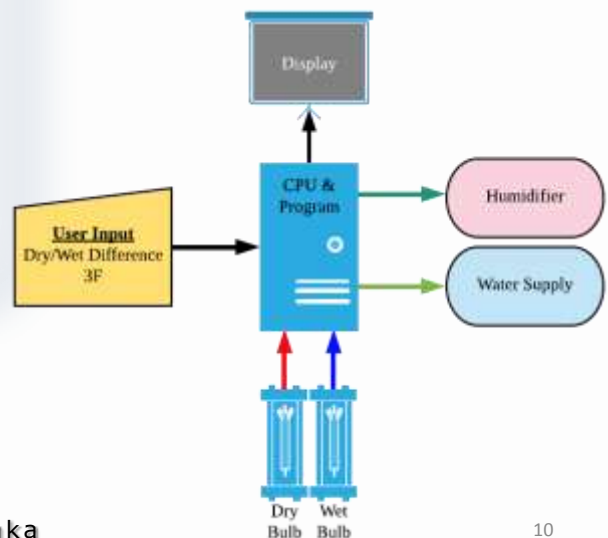 Display
CPU &
Program
Humidifier
User Input
Dry/Wet Difference
3F
Water Supply
Dry
Bulb
Wet
Bulb
10